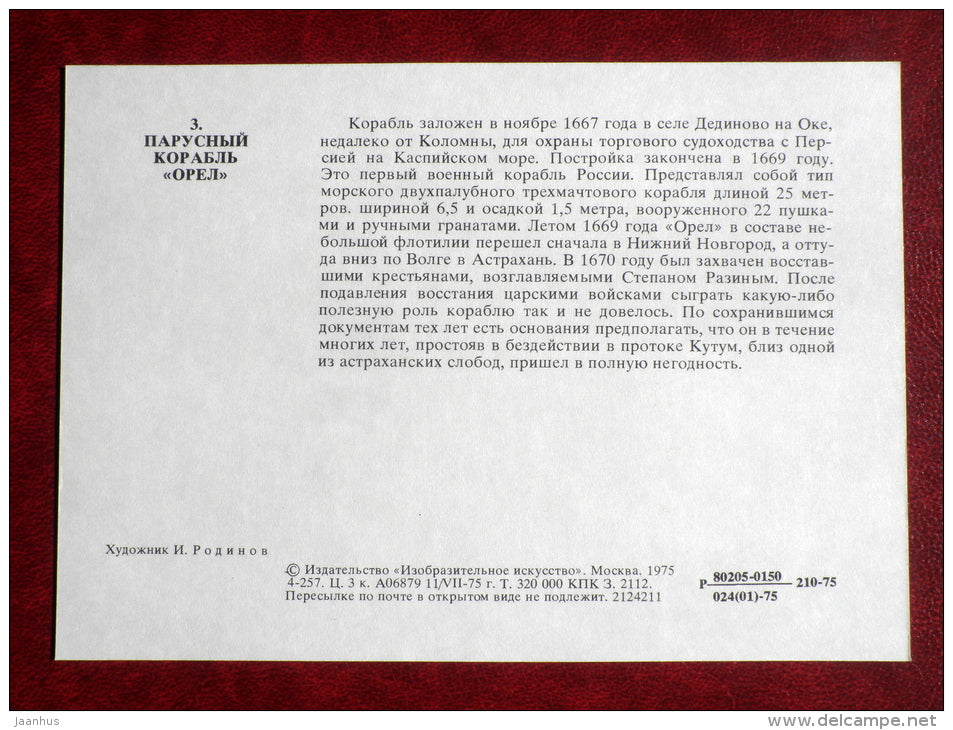 3.
ПАРУСНЫЙ
КОРАБЛЬ
«ОРЕЛ»
Корабль заложен в ноябре 1667 года в селе Дединово на Оке,
недалеко от Коломны, для охраны торгового судоходства с Пер-
сией на Каспийском море. Постройка закончена в 1669 году.
Это первый военный корабль России. Представлял собой тип
морского двухпалубного трехмачтового корабля длиной 25 мет-
ров. шириной 6,5 и осадкой 1,5 метра, вооруженного 22 пушка-
ми и ручными гранатами. Летом 1669 года «Орел» в составе не-
большой флотилии перешел сначала в Нижний Новгород, а отту-
да вниз по Волге в Астрахань. В 1670 году был захвачен восстав-
шими крестьянами, возглавляемыми Степаном Разиным. После
подавления восстания царскими войсками сыграть какую-либо
полезную роль кораблю так и не довелось. По сохранившимся
документам тех лет есть основания предполагать, что он в течение
многих лет, простояв в бездействии в протоке Кутум, близ одной
из астраханских слобод, пришел в полную негодность.
Художник И. Родинов
© Издательство «Изобразительное искусство». Москва. 1975
4-257. Ц. 3 к. А06879 11/VII-75 г. Т. 320 000 КПК З. 2112.
Пересылке по почте в открытом виде не подлежит. 2124211
Р 80205-0150 210-75
024(01)-75
Jaanhus
www.delcampe.net